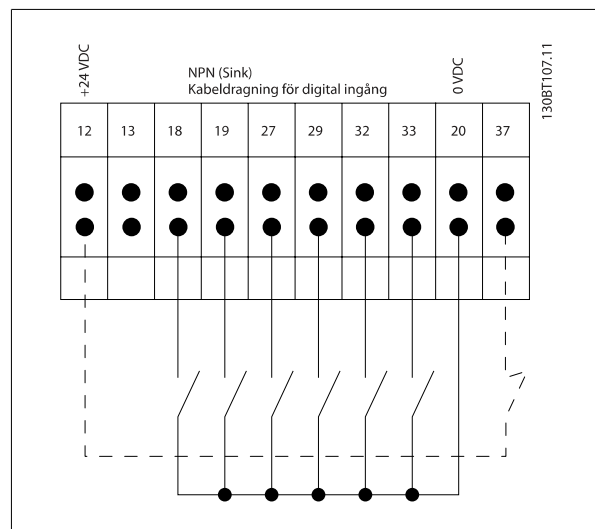 +24 VDC
NPN (Sink)
Kabeldragning för digital ingång
0 VDC
130BT107.11
12 13 18 19 27 29 32 33 20 37